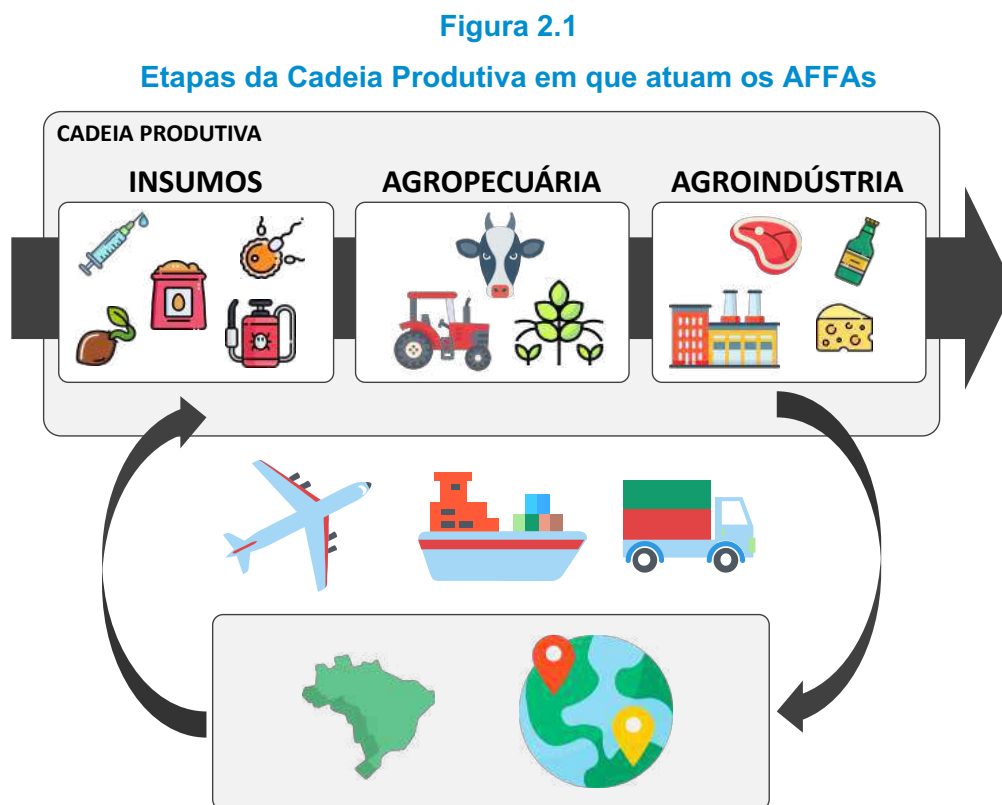 Figura 2.1
Etapas da Cadeia Produtiva em que atuam os AFFAs
CADEIA PRODUTIVA
INSUMOS
AGROPECUÁRIA
AGROINDÚSTRIA